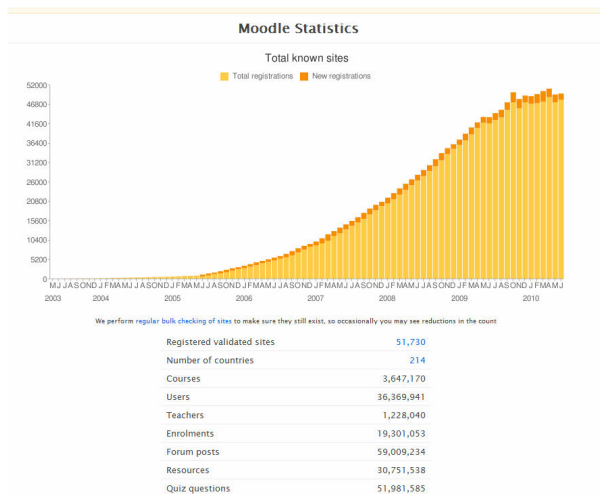 Moodle Statistics
Total known sites
Total registrations New registrations
52000
46800
41600
36400
31200
26000
20800
15600
10400
5200
0
M J J A S O N D J F M A M J J A S O N D J F M A M J J A S O N D J F M A M J J A S O N D J F M A M J J A S O N D J F M A M J J A S O N D J F M A M J J A S O N D J F M A M J
2003 2004 2005 2006 2007 2008 2009 2010
We perform regular bulk checking of sites to make sure they still exist, so occasionally you may see reductions in the count
Registered validated sites 51,730
Number of countries 214
Courses 3,647,170
Users 36,369,941
Teachers 1,228,040
Enrolments 19,301,053
Forum posts 59,009,234
Resources 30,751,538
Quiz questions 51,981,585